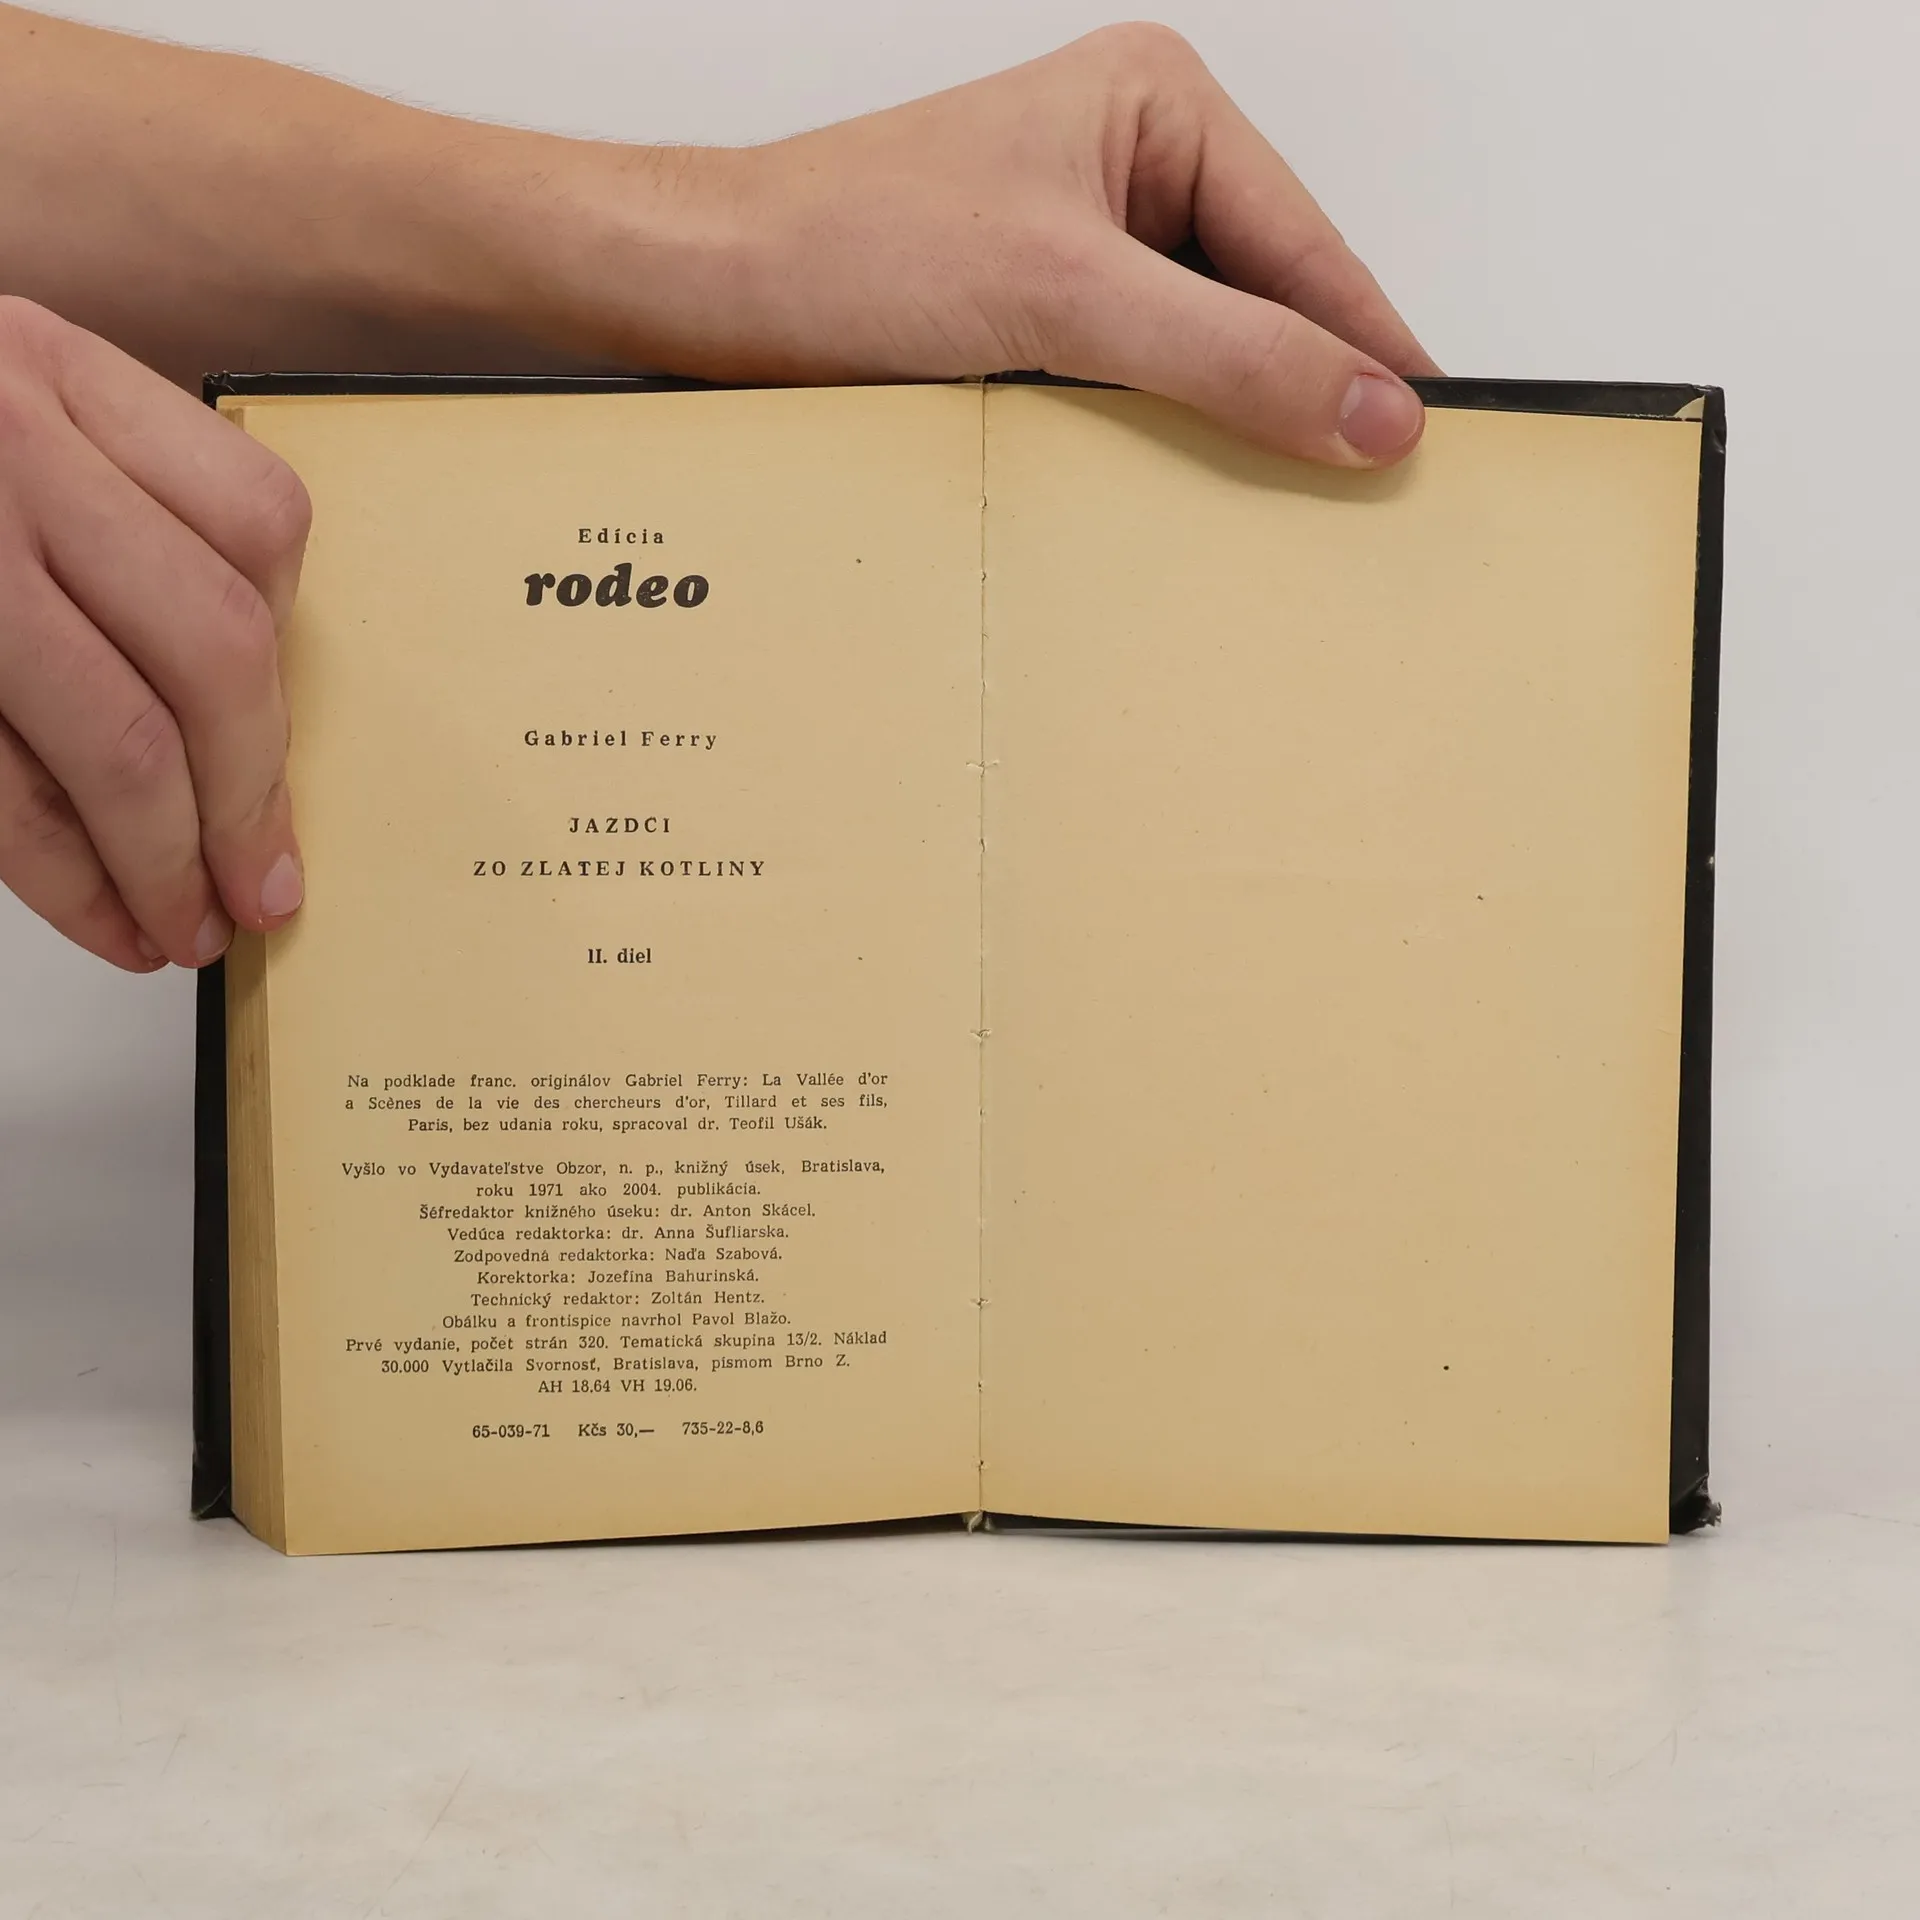 Edícia
rodeo
Gabriel Ferry
JAZDCI
ZO ZLATEJ KOTLINY
II. diel
Na podklade franc. originálov Gabriel Ferry: La Vallée d'or
a Scènes de la vie des chercheurs d'or, Tillard et ses fils,
Paris, bez udania roku, spracoval dr. Teofil Ušák.
Vyšlo vo Vydavateľstve Obzor, n. p., knižný úsek, Bratislava,
roku 1971 ako 2004. publikácia.
Šéfredaktor knižného úseku: dr. Anton Skácel.
Vedúca redaktorka: dr. Anna Šufliarska.
Zodpovedná redaktorka: Naďa Szabová.
Korektorka: Jozefína Bahurinská.
Technický redaktor: Zoltán Hentz.
Obálku a frontispice navrhol Pavol Blažo.
Prvé vydanie, počet strán 320. Tematická skupina 13/2. Náklad
30.000 Vytlačila Svornosť, Bratislava, písmom Brno Z.
AH 18.64 VH 19.06.
65-039-71 Kčs 30,— 735-22-8,6